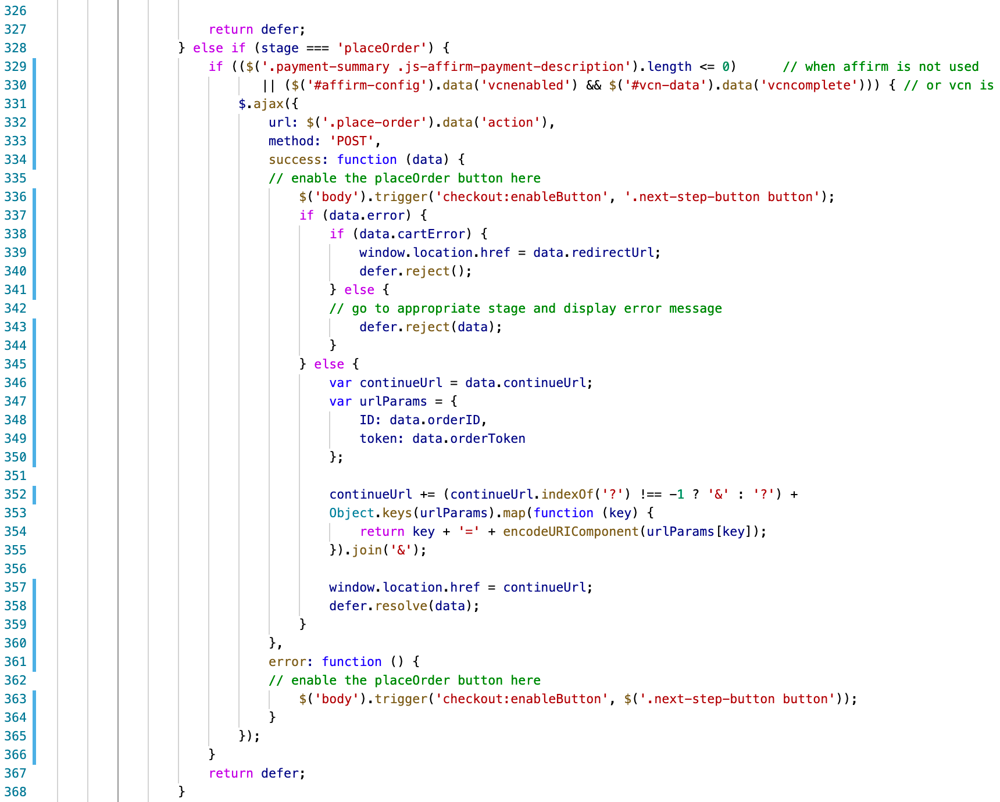 326
327 return defer;
328 } else if (stage === 'placeOrder') {
329 if (($('.payment-summary .js-affirm-payment-description').length <= 0) // when affirm is not used
330 || ($('#affirm-config').data('vcnenabled') && $('#vcn-data').data('vcncomplete'))) { // or vcn is
331 $.ajax({
332 url: $('.place-order').data('action'),
333 method: 'POST',
334 success: function (data) {
335 // enable the placeOrder button here
336 $('body').trigger('checkout:enableButton', '.next-step-button button');
337 if (data.error) {
338 if (data.cartError) {
339 window.location.href = data.redirectUrl;
340 defer.reject();
341 } else {
342 // go to appropriate stage and display error message
343 defer.reject(data);
344 }
345 } else {
346 var continueUrl = data.continueUrl;
347 var urlParams = {
348 ID: data.orderID,
349 token: data.orderToken
350 };
351
352 continueUrl += (continueUrl.indexOf('?') !== -1 ? '&' : '?') +
353 Object.keys(urlParams).map(function (key) {
354 return key + '=' + encodeURIComponent(urlParams[key]);
355 }).join('&');
356
357 window.location.href = continueUrl;
358 defer.resolve(data);
359 }
360 },
361 error: function () {
362 // enable the placeOrder button here
363 $('body').trigger('checkout:enableButton', $('.next-step-button button'));
364 }
365 });
366 }
367 return defer;
368 }